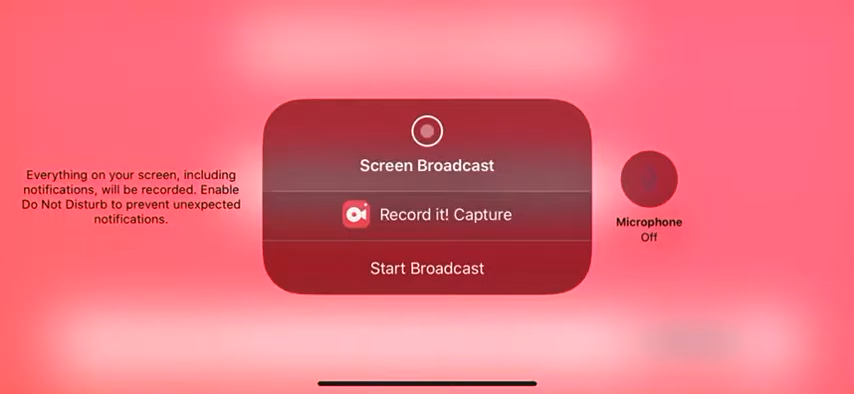 Everything on your screen, including
notifications, will be recorded. Enable
Do Not Disturb to prevent unexpected
notifications.
Screen Broadcast
Record it! Capture
Start Broadcast
Microphone
Off